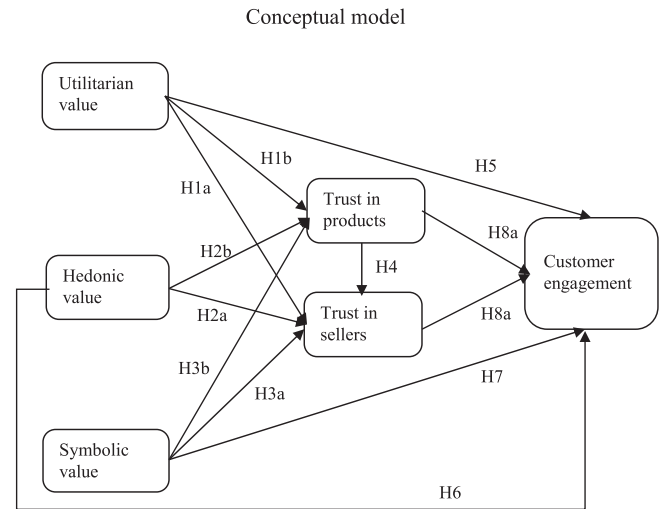 Conceptual model
Utilitarian
value
H1b
H5
H1a
Trust in
products
H8a
H2b
Hedonic
value
H4
Customer
engagement
H2a
Trust in
sellers
H8a
H3b
H3a
H7
Symbolic
value
H6